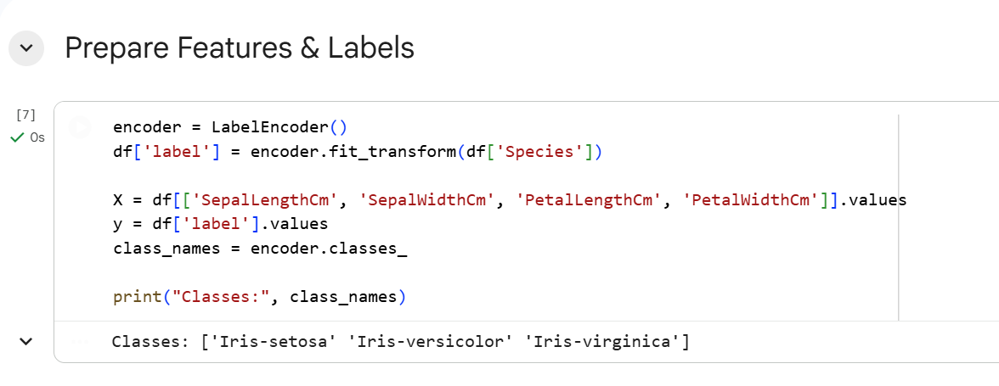 Prepare Features & Labels
[7]
0s
encoder = LabelEncoder()
df['label'] = encoder.fit_transform(df['Species'])
X = df[['SepalLengthCm', 'SepalWidthCm', 'PetalLengthCm', 'PetalWidthCm']].values
y = df['label'].values
class_names = encoder.classes_
print("Classes:", class_names)
Classes: ['Iris-setosa' 'Iris-versicolor' 'Iris-virginica']